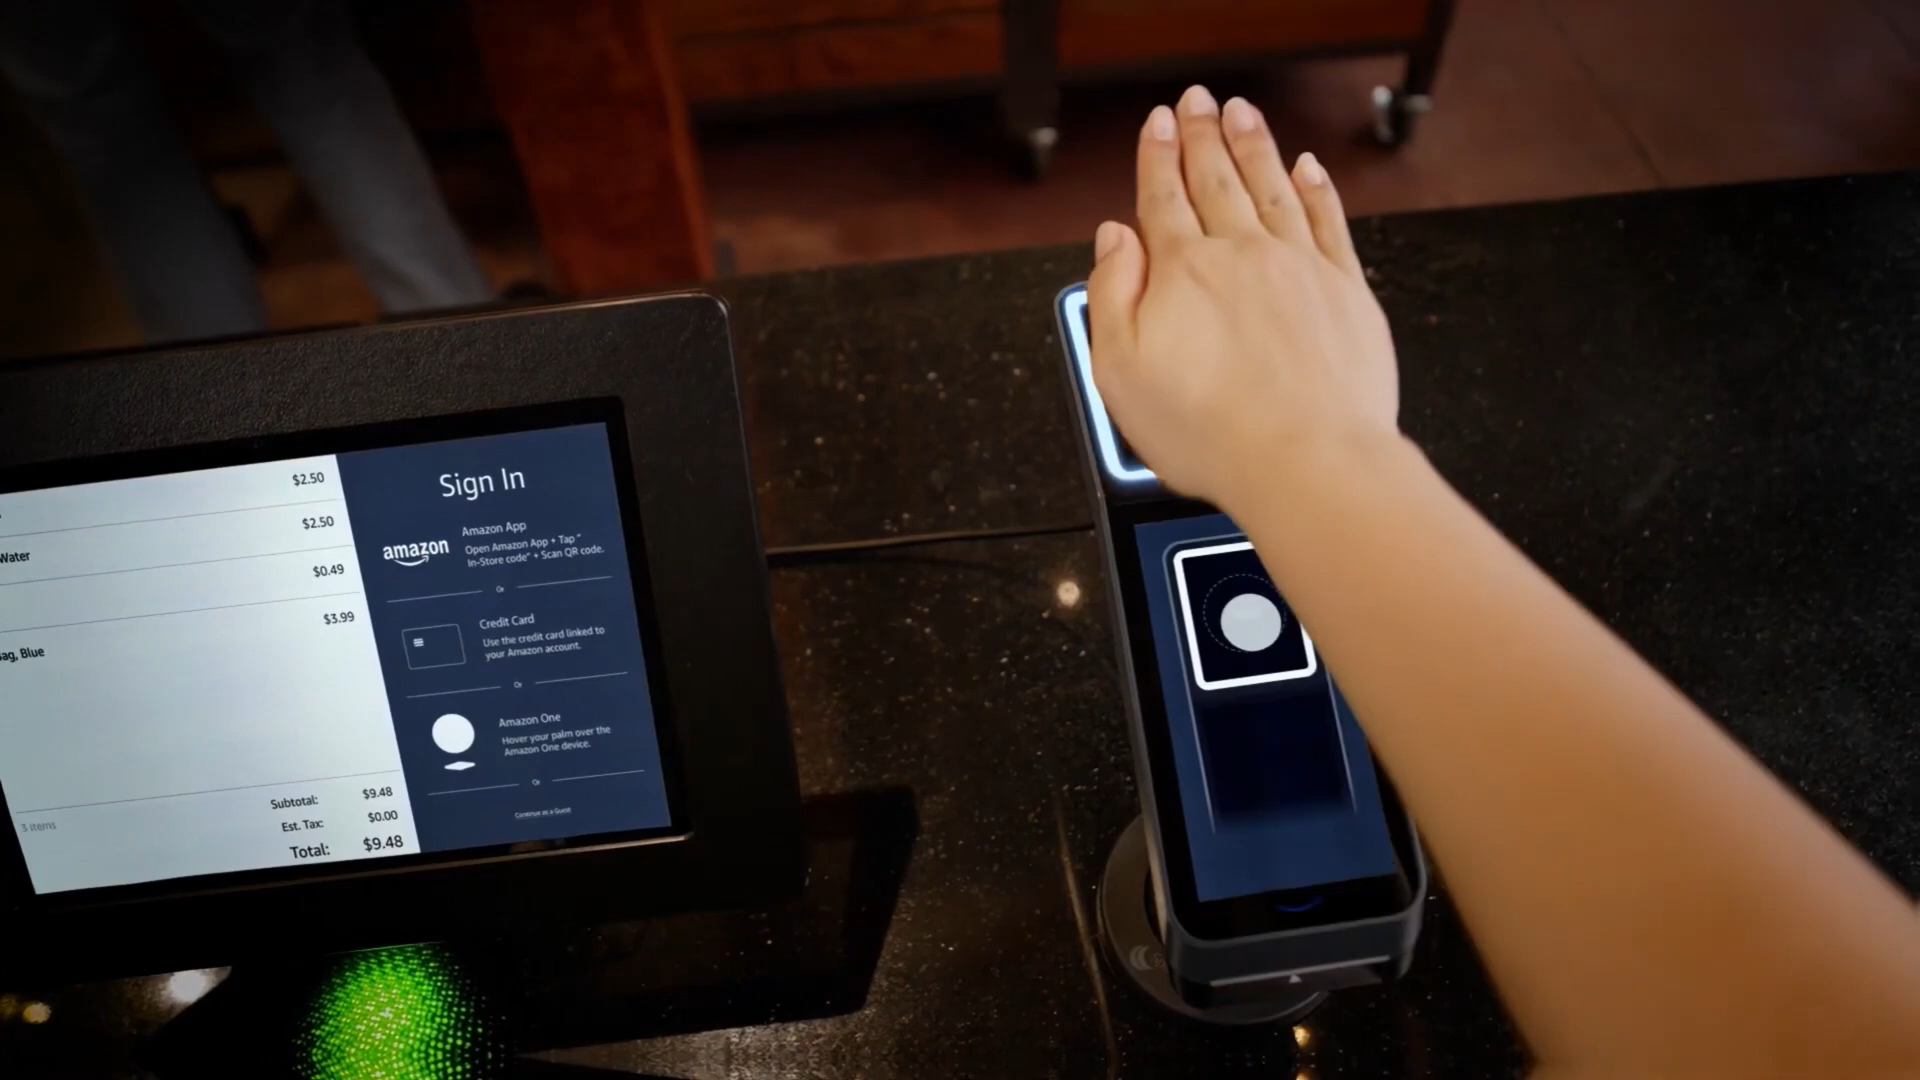 $2.50
Water
$2.50
$0.49
ag, Blue
$3.99
3 items
Subtotal: $9.48
Est. Tax: $0.00
Total: $9.48
Sign In
amazon
Amazon App
Open Amazon App + Tap "
In-Store code" + Scan QR code.
Or
Credit Card
Use the credit card linked to
your Amazon account.
Or
Amazon One
Hover your palm over the
Amazon One device.
Or
Continue as a Guest